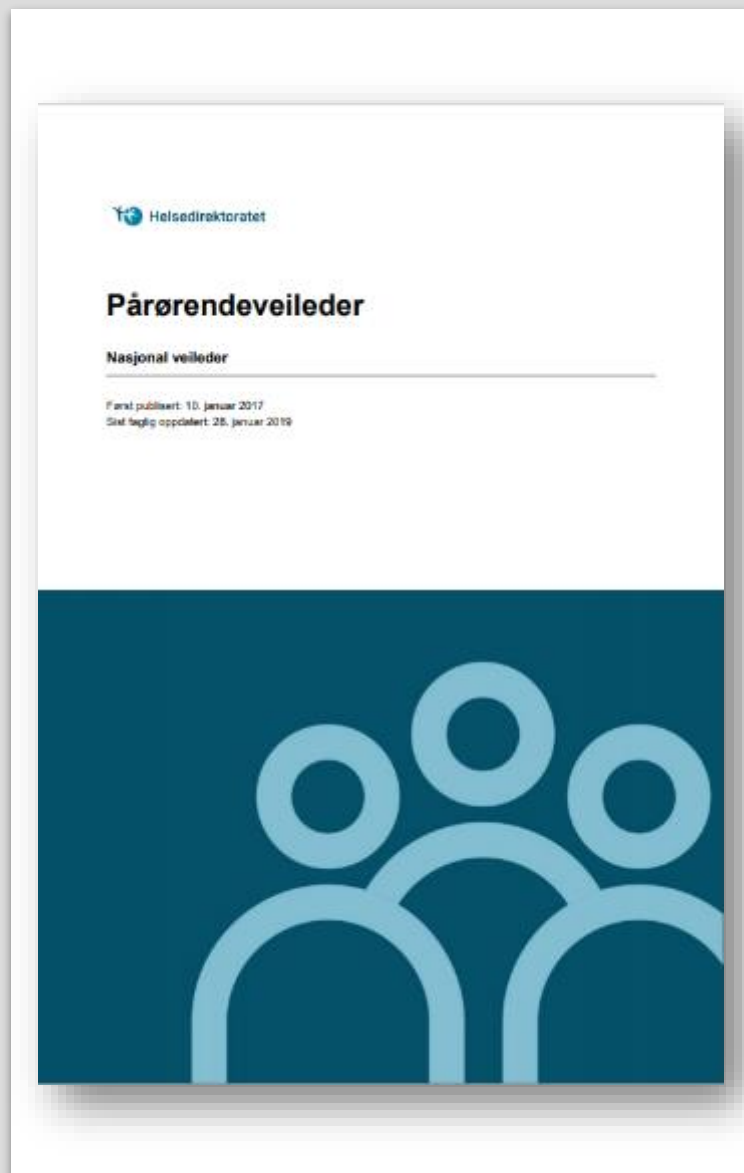 Helsedirektoratet
Pårørendeveileder
Nasjonal veileder
Først publisert: 10. januar 2017
Sist faglig oppdatert: 28. januar 2019